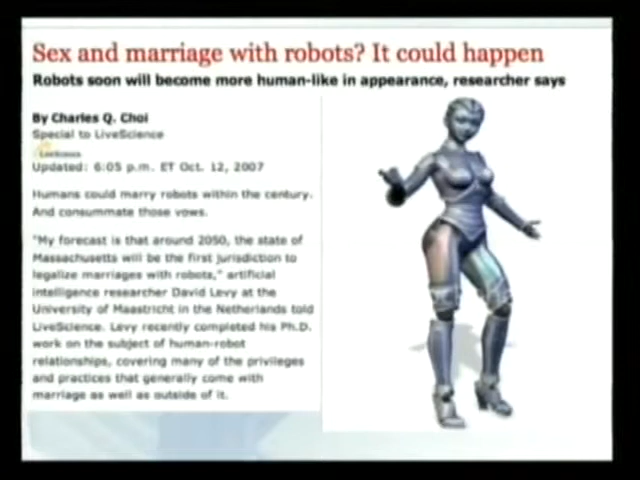 Sex and marriage with robots? It could happen
Robots soon will become more human-like in appearance, researcher says
By Charles Q. Choi
Special to LiveScience
LiveScience
Updated: 6:05 p.m. ET Oct. 12, 2007
Humans could marry robots within the century.
And consummate those vows.
"My forecast is that around 2050, the state of
Massachusetts will be the first jurisdiction to
legalize marriages with robots," artificial
intelligence researcher David Levy at the
University of Maastricht in the Netherlands told
LiveScience. Levy recently completed his Ph.D.
work on the subject of human-robot
relationships, covering many of the privileges
and practices that generally come with
marriage as well as outside of it.